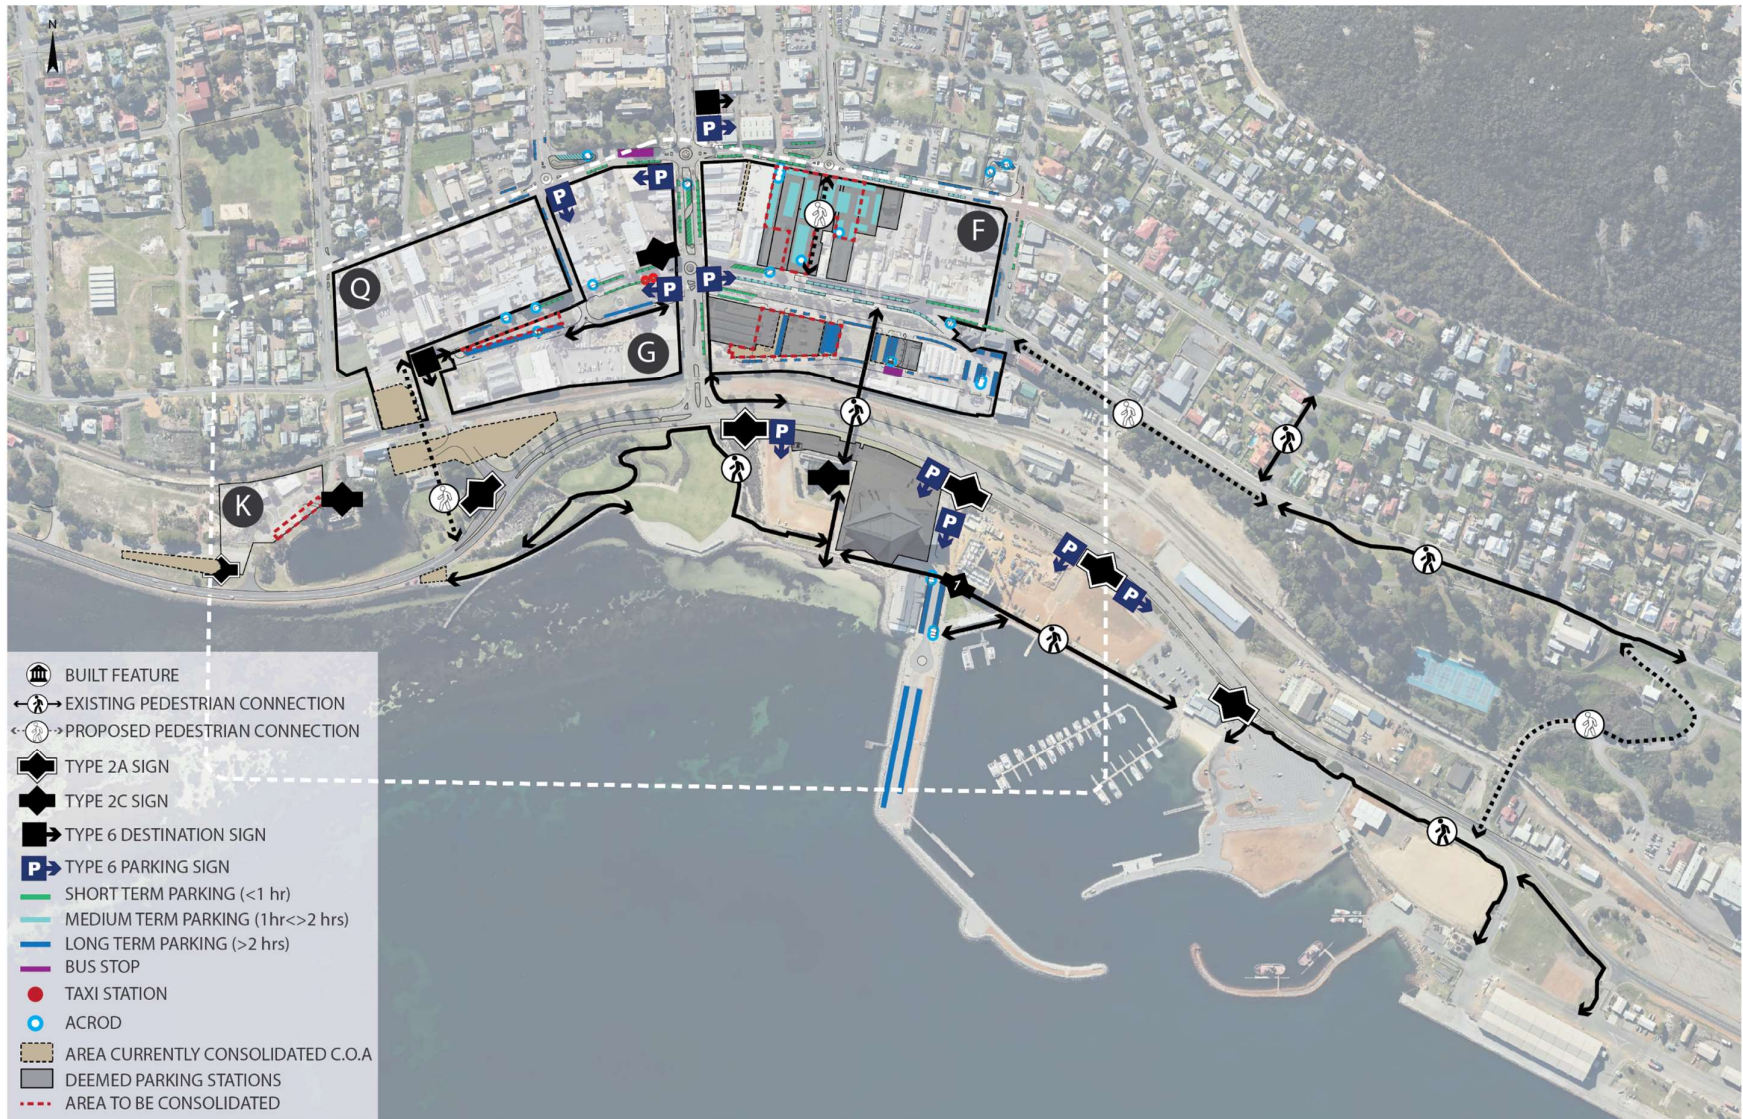 N
P
P
P
P
P
F
Q
G
P
P
K
P
P
1
P
BUILT FEATURE
EXISTING PEDESTRIAN CONNECTION
PROPOSED PEDESTRIAN CONNECTION
TYPE 2A SIGN
TYPE 2C SIGN
TYPE 6 DESTINATION SIGN
P TYPE 6 PARKING SIGN
SHORT TERM PARKING (<1 hr)
MEDIUM TERM PARKING (1hr<>2 hrs)
LONG TERM PARKING (>2 hrs)
BUS STOP
TAXI STATION
ACROD
AREA CURRENTLY CONSOLIDATED C.O.A
DEEMED PARKING STATIONS
AREA TO BE CONSOLIDATED